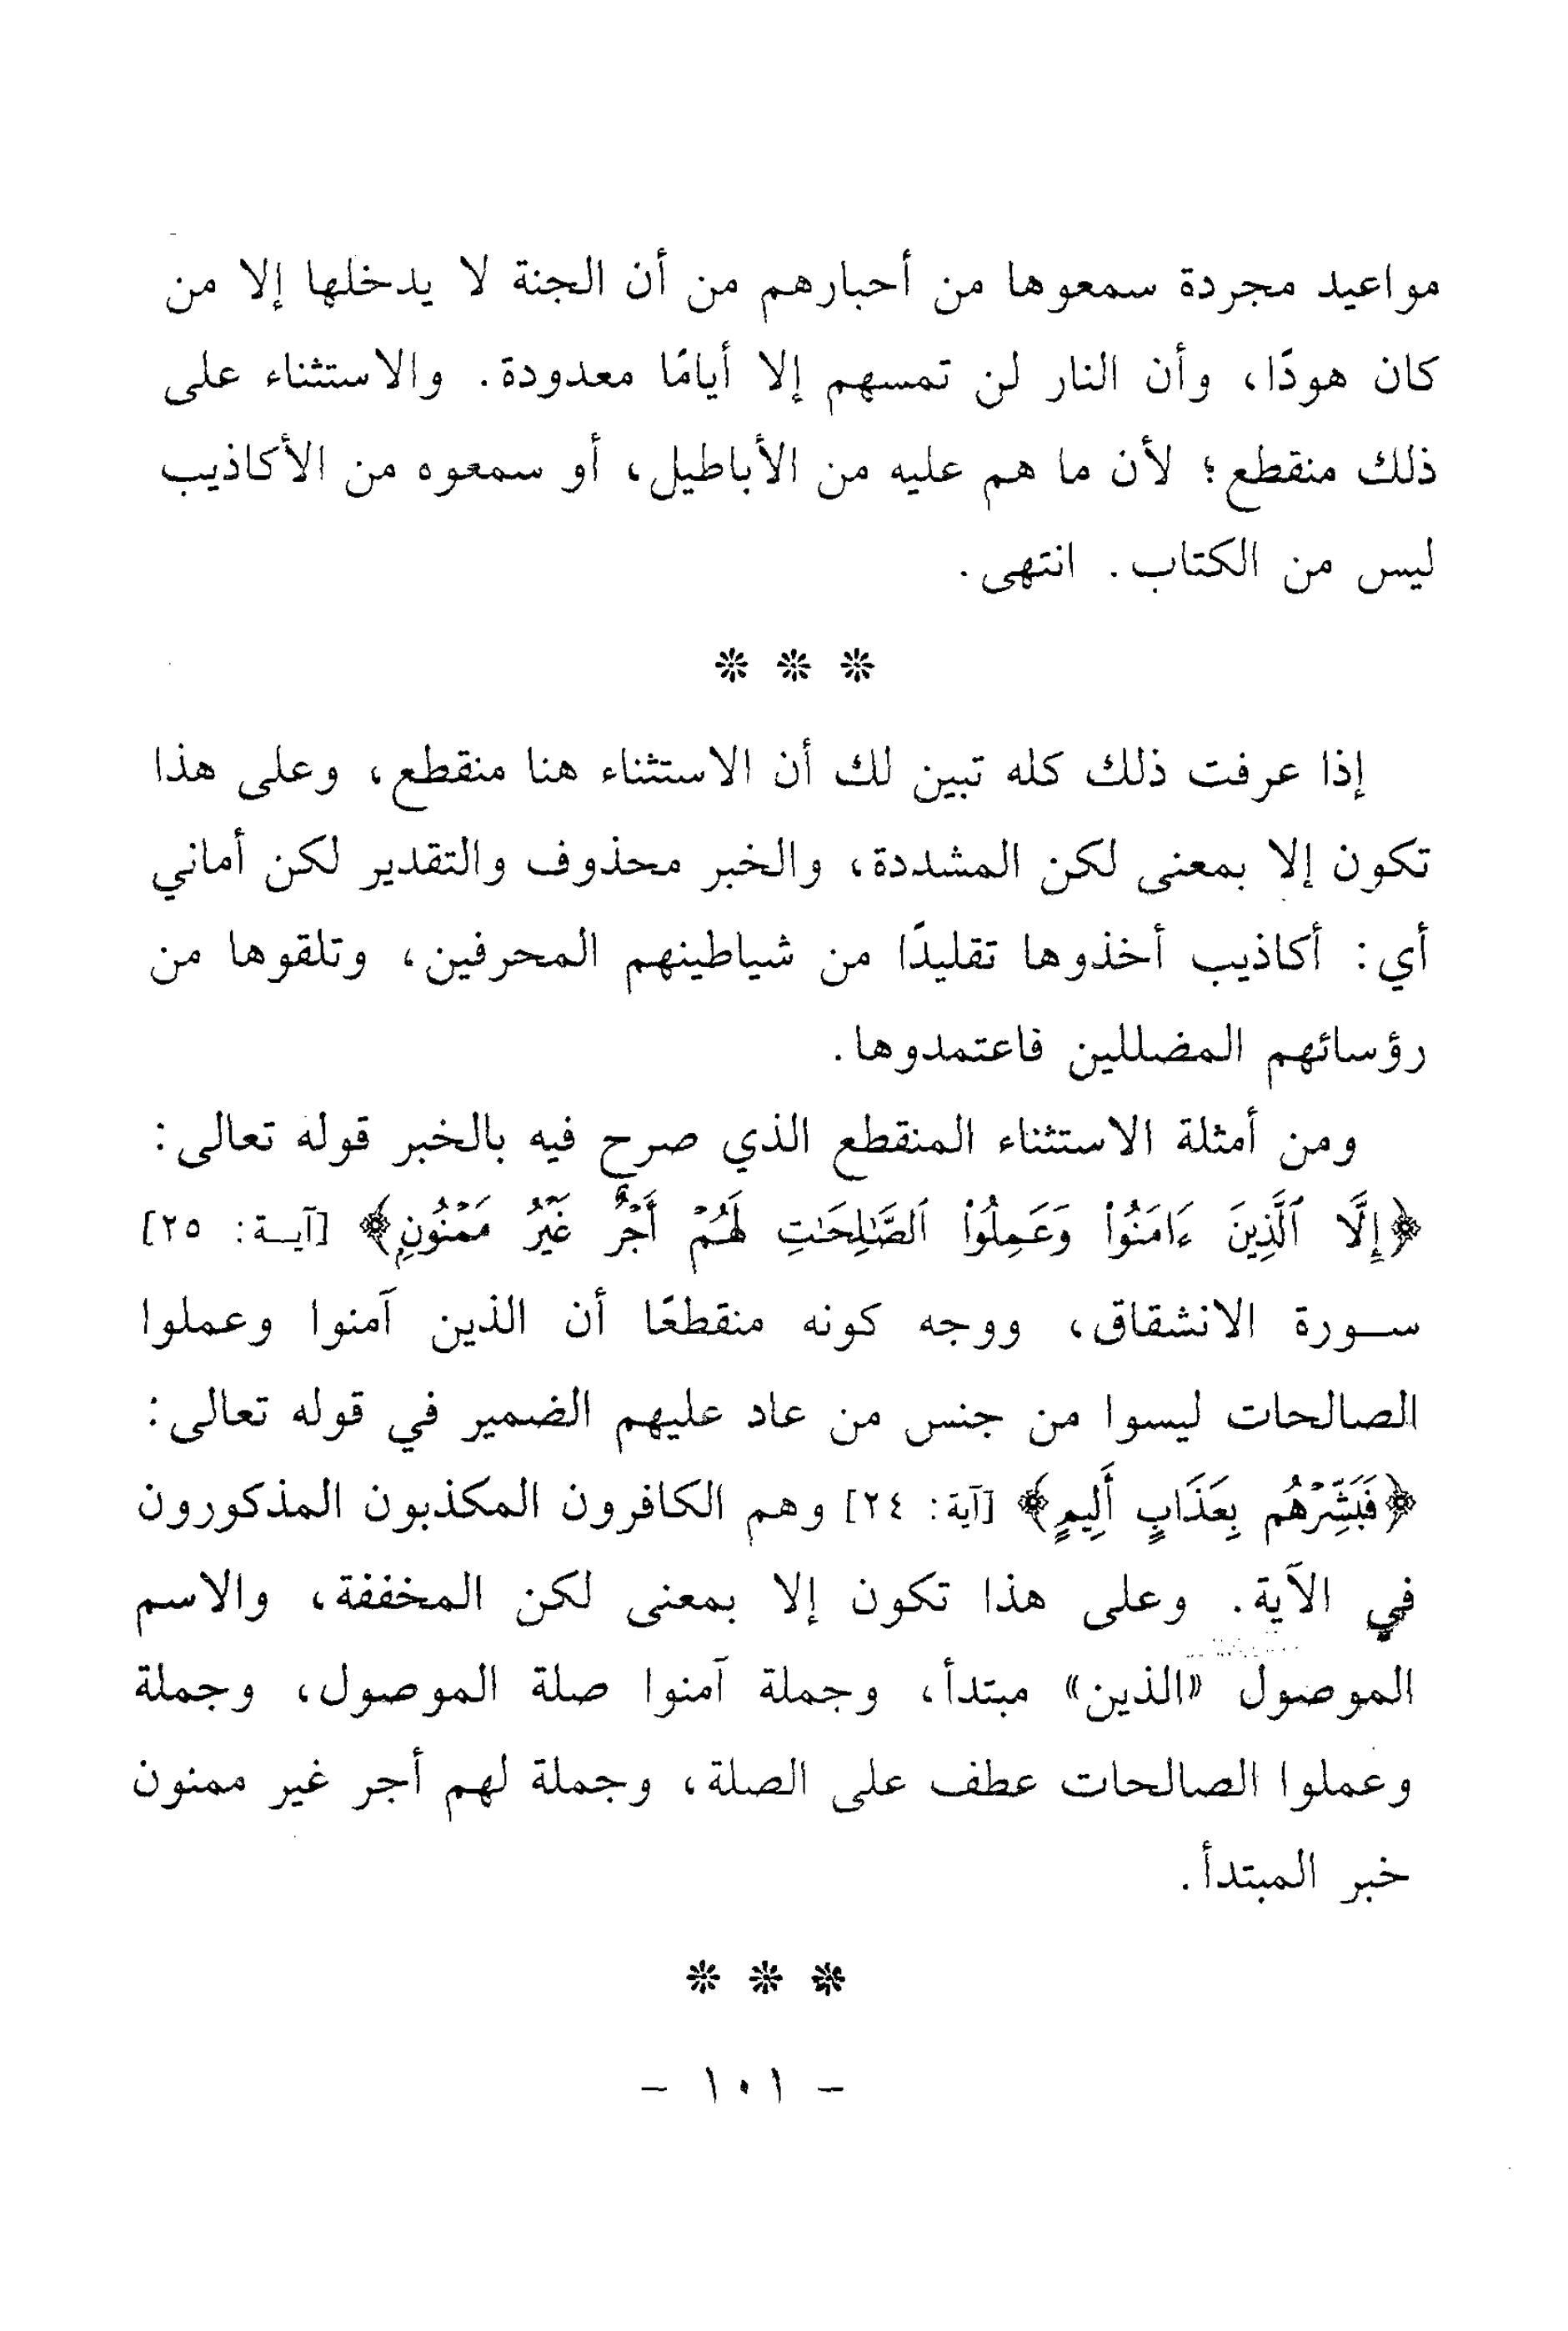 مواعيد مجردة سمعوها من أحبارهم من أن الجنة لا يدخلها إلا من
كان هودًا، وأن النار لن تمسهم إلا أيامًا معدودة. والاستثناء على
ذلك منقطع؛ لأن ما هم عليه من الأباطيل، أو سمعوه من الأكاذيب
ليس من الكتاب. انتهى.
* * *
إذا عرفت ذلك كله تبين لك أن الاستثناء هنا منقطع، وعلى هذا
تكون إلا بمعنى لكن المشددة، والخبر محذوف والتقدير لكن أماني
أي: أكاذيب أخذوها تقليدًا من شياطينهم المحرفين، وتلقوها من
رؤسائهم المضللين فاعتمدوها.
ومن أمثلة الاستثناء المنقطع الذي صرح فيه بالخبر قوله تعالى:
﴿إِلَّا ٱلَّذِينَ ءَامَنُوا۟ وَعَمِلُوا۟ ٱلصَّٰلِحَٰتِ لَهُمْ أَجْرٌ غَيْرُ مَمْنُونٍۭ﴾ [آيـة: ٢٥]
سـورة الانشقاق، ووجه كونه منقطعًا أن الذين آمنوا وعملوا
الصالحات ليسوا من جنس من عاد عليهم الضمير في قوله تعالى:
﴿فَبَشِّرْهُم بِعَذَابٍ أَلِيمٍ﴾ [آية: ٢٤] وهم الكافرون المكذبون المذكورون
في الآية. وعلى هذا تكون إلا بمعنى لكن المخففة، والاسم
الموصول «الذين» مبتدأ، وجملة آمنوا صلة الموصول، وجملة
وعملوا الصالحات عطف على الصلة، وجملة لهم أجر غير ممنون
خبر المبتدأ.
* * *
- ١٠١ -